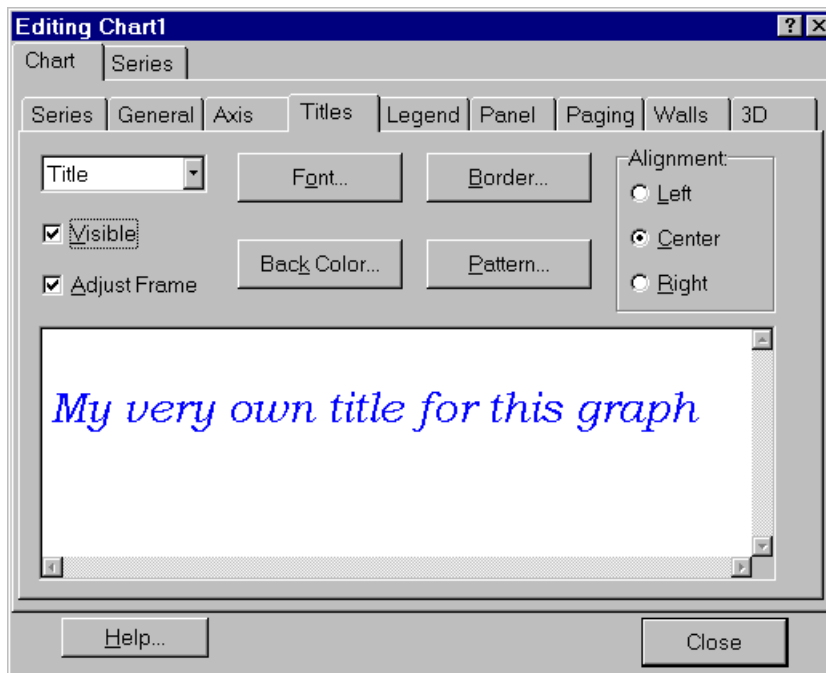 Editing Chart1
Chart Series
Series General Axis Titles Legend Panel Paging Walls 3D
Title Font... Border... Alignment:
Left
Visible
Center
Back Color... Pattern...
Adjust Frame Right
My very own title for this graph
Help... Close